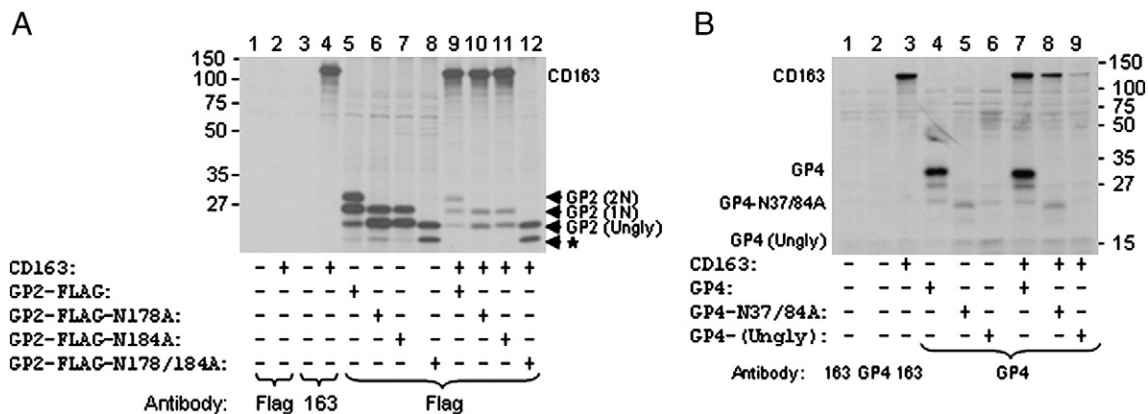 A
1 2 3 4 5 6 7 8 9 10 11 12
150
100
75
50
35
27
CD163
GP2 (2N)
GP2 (1N)
GP2 (Ungly)
*
CD163: - + - + - - - - + + + +
GP2-FLAG: - - - - + - - - + - - -
GP2-FLAG-N178A: - - - - - + - - - + - -
GP2-FLAG-N184A: - - - - - - + - - - + -
GP2-FLAG-N178/184A: - - - - - - - + - - - +
Antibody: Flag 163 Flag
B
1 2 3 4 5 6 7 8 9
CD163
GP4
GP4-N37/84A
GP4 (Ungly)
150
100
75
50
35
27
15
CD163: - - + - - - + + +
GP4: - - - + - - + - -
GP4-N37/84A: - - - - + - - + -
GP4-(Ungly): - - - - - + - - +
Antibody: 163 GP4 163 GP4